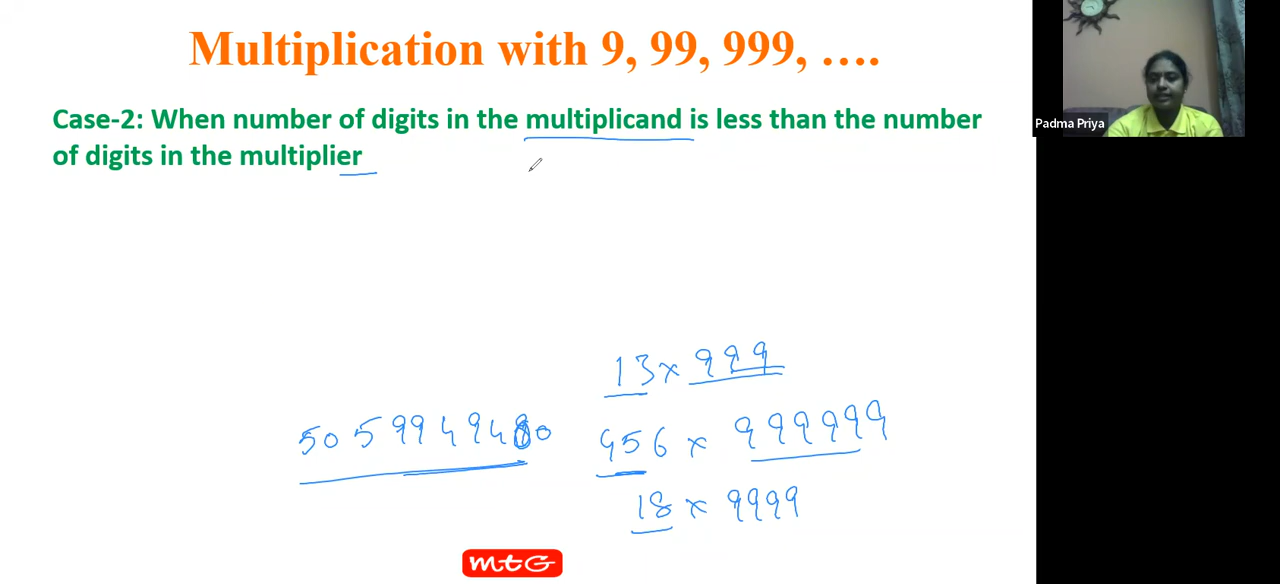 Multiplication with 9, 99, 999, ….
Case-2: When number of digits in the multiplicand is less than the number
of digits in the multiplier
Padma Priya
13 × 999
456 × 999999
18 × 9999
mtG